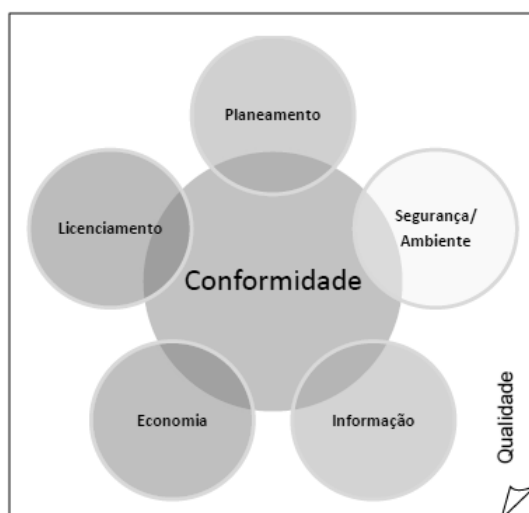 Planeamento
Licenciamento
Segurança/
Ambiente
Conformidade
Economia
Informação
Qualidade